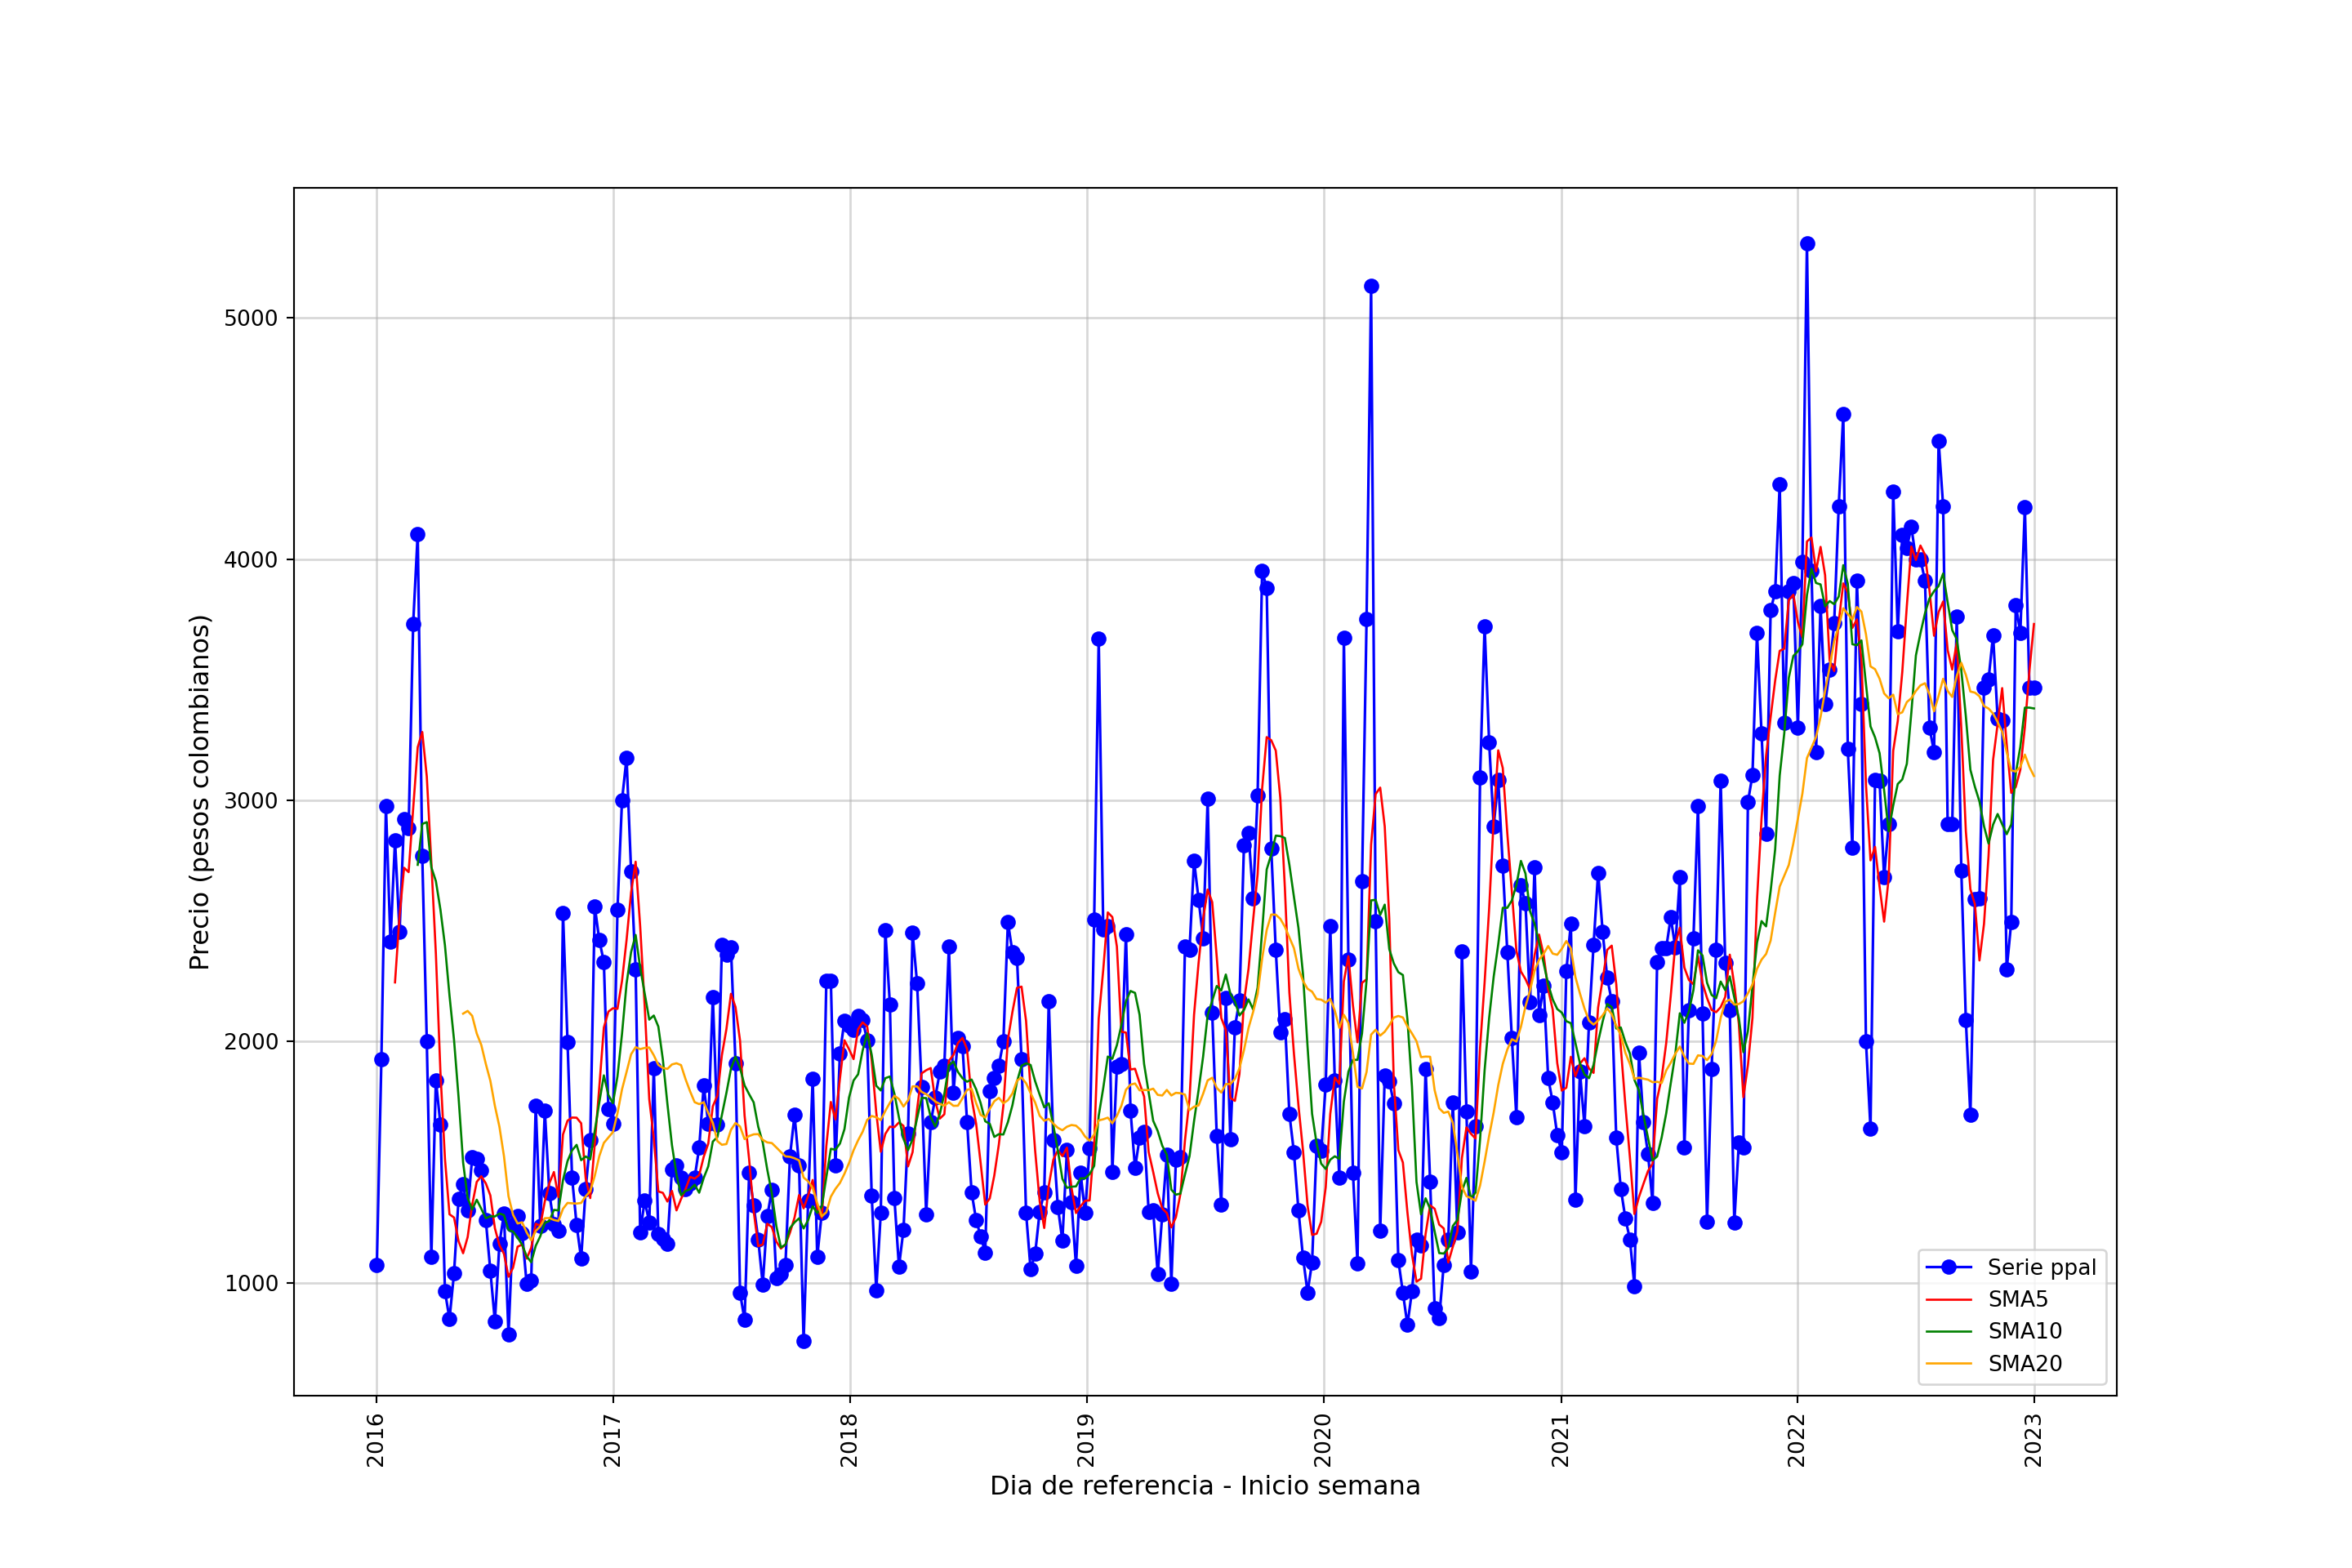 5000
4000
3000
2000
1000
Precio (pesos colombianos)
2016
2017
2018
2019
2020
2021
2022
2023
Dia de referencia - Inicio semana
Serie ppal
SMA5
SMA10
SMA20